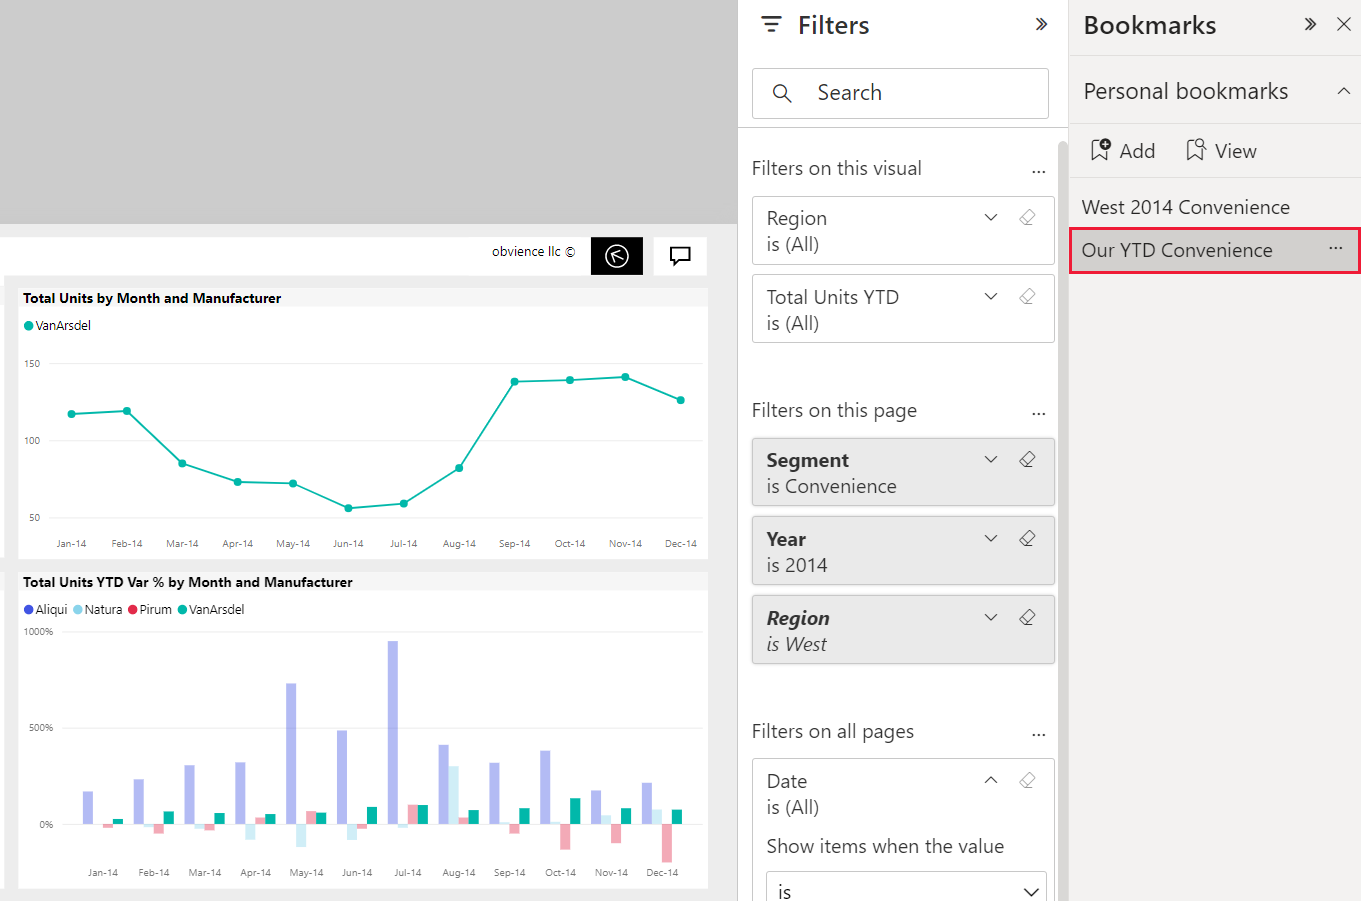 obvience llc ©
Total Units by Month and Manufacturer
VanArsdel
150
100
50
Jan-14 Feb-14 Mar-14 Apr-14 May-14 Jun-14 Jul-14 Aug-14 Sep-14 Oct-14 Nov-14 Dec-14
Total Units YTD Var % by Month and Manufacturer
Aliqui Natura Pirum VanArsdel
1000%
500%
0%
Jan-14 Feb-14 Mar-14 Apr-14 May-14 Jun-14 Jul-14 Aug-14 Sep-14 Oct-14 Nov-14 Dec-14
Filters
Search
Filters on this visual
...
Region
is (All)
Total Units YTD
is (All)
Filters on this page
...
Segment
is Convenience
Year
is 2014
Region
is West
Filters on all pages
...
Date
is (All)
Show items when the value
is
Bookmarks
Personal bookmarks
Add View
West 2014 Convenience
Our YTD Convenience ...